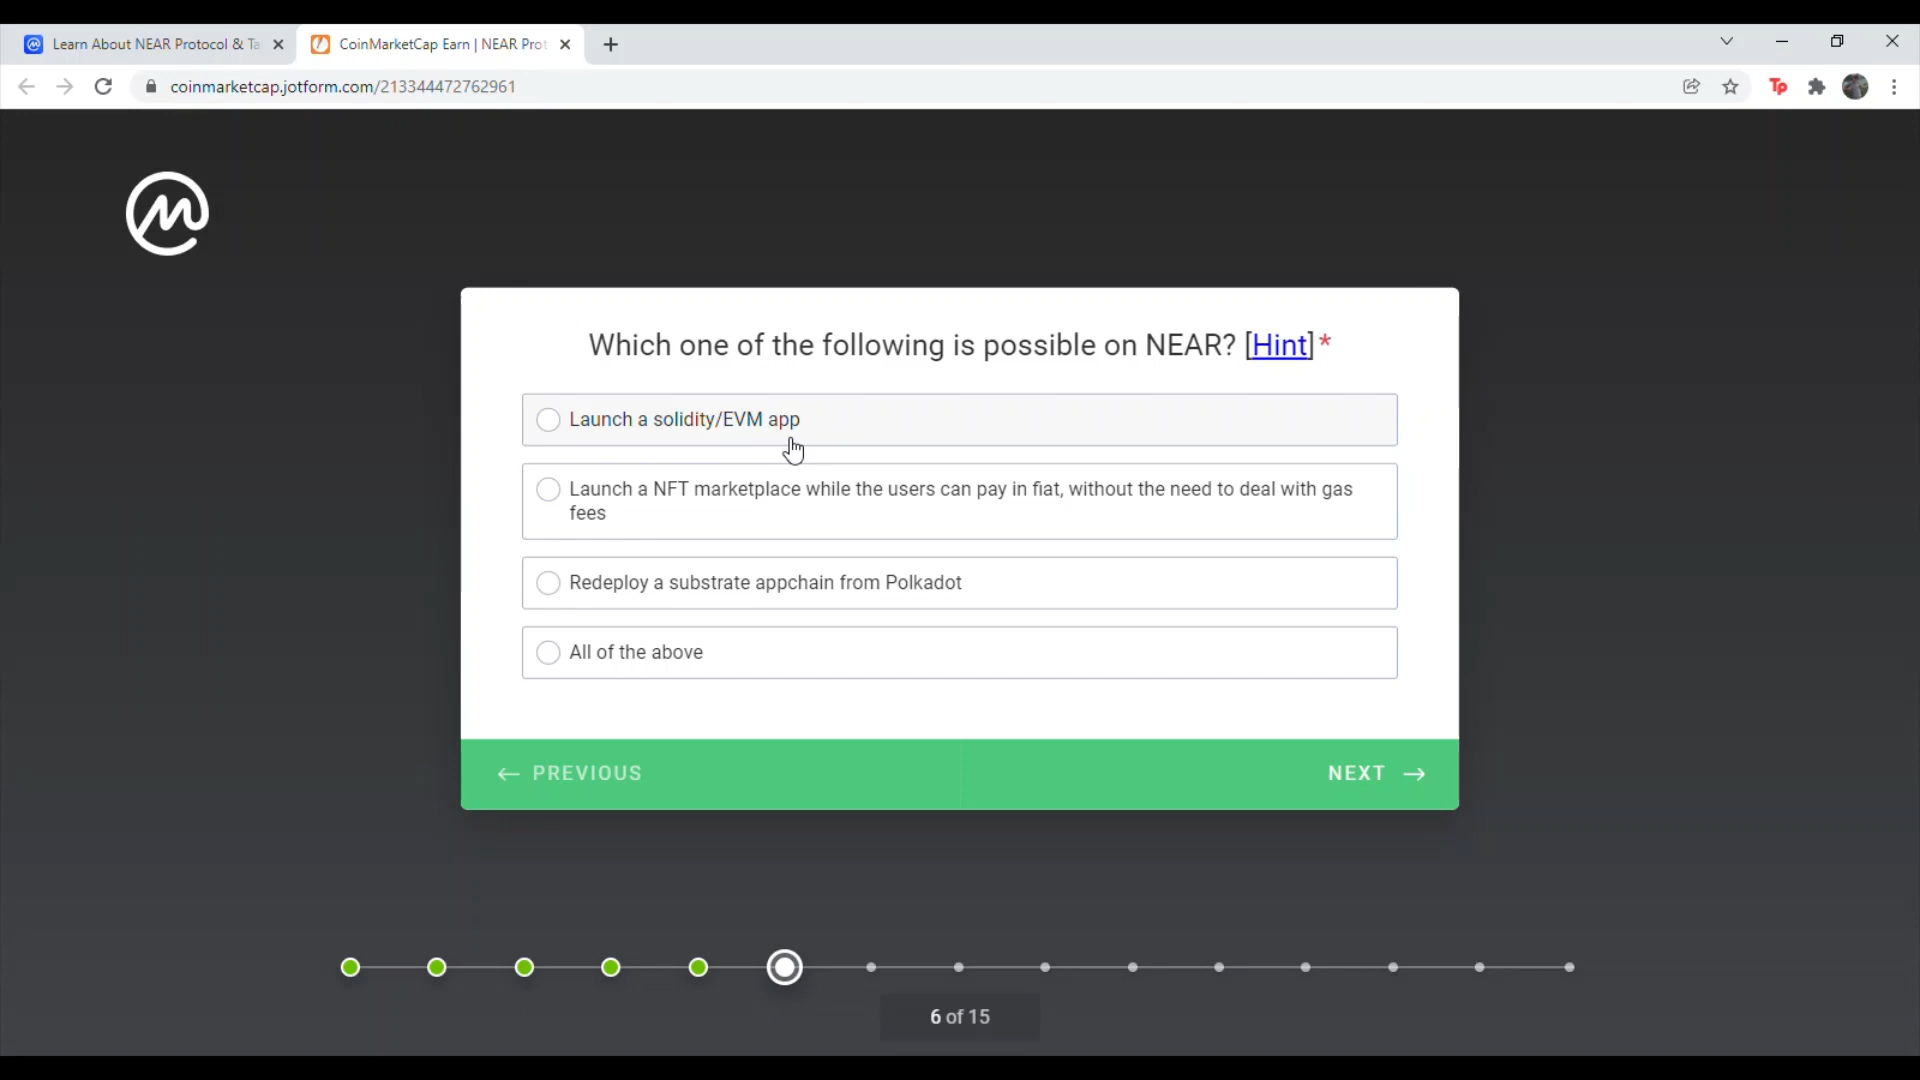 Learn About NEAR Protocol & Ta
CoinMarketCap Earn | NEAR Prot
coinmarketcap.jotform.com/213344472762961
Tp
Which one of the following is possible on NEAR? [Hint]*
Launch a solidity/EVM app
Launch a NFT marketplace while the users can pay in fiat, without the need to deal with gas
fees
Redeploy a substrate appchain from Polkadot
All of the above
← PREVIOUS
NEXT →
6 of 15